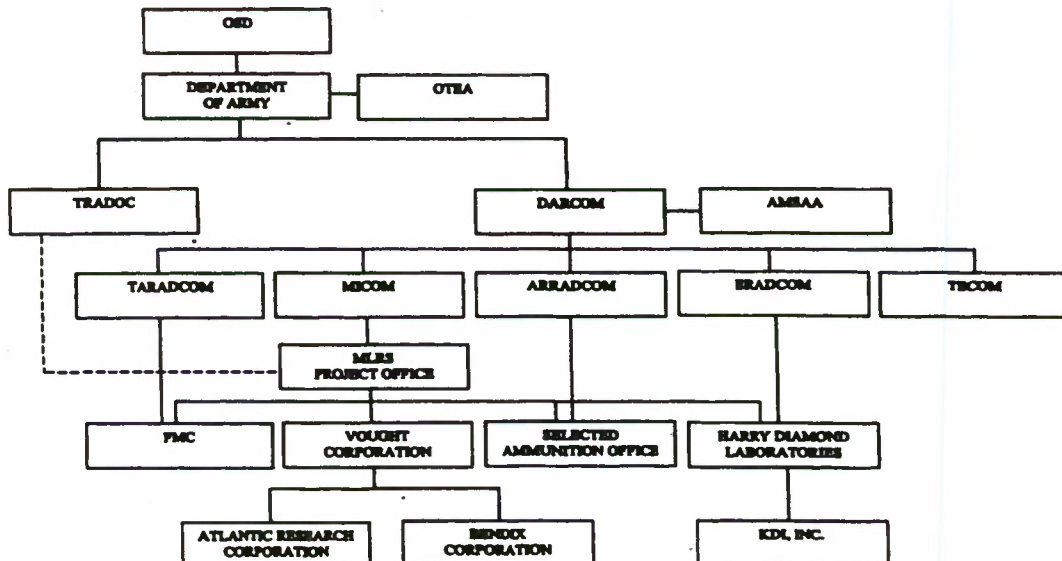 OSD
DEPARTMENT
OF ARMY
OTEA
TRADOC
DARCOM
AMSAA
TARADCOM
MICOM
ARRADCOM
ERADCOM
TECOM
MLRS
PROJECT OFFICE
FMC
VOUGHT
CORPORATION
SELECTED
AMMUNITION OFFICE
HARRY DIAMOND
LABORATORIES
ATLANTIC RESEARCH
CORPORATION
BENDIX
CORPORATION
KDI, INC.